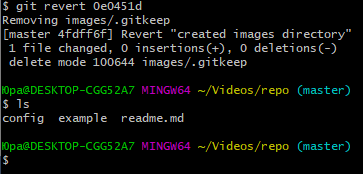 $ git revert 0e0451d
Removing images/.gitkeep
[master 4fdff6f] Revert "created images directory"
 1 file changed, 0 insertions(+), 0 deletions(-)
 delete mode 100644 images/.gitkeep
H0pa@DESKTOP-CGG52A7 MINGW64 ~/Videos/repo (master)
$ ls
config  example  readme.md
H0pa@DESKTOP-CGG52A7 MINGW64 ~/Videos/repo (master)
$